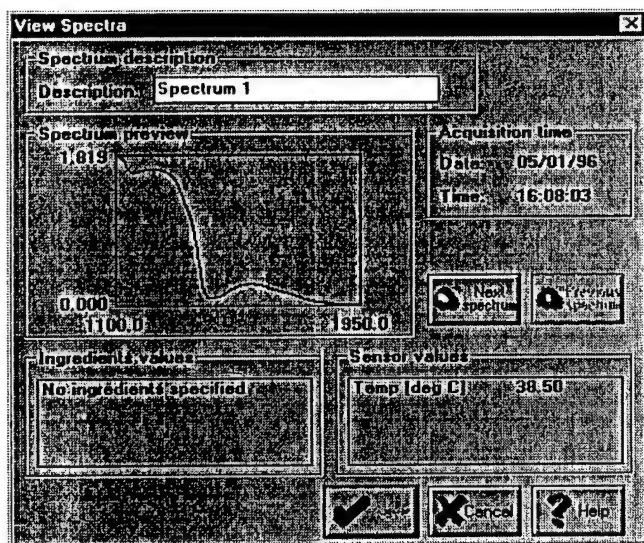 View Spectra
Spectrum description
Description: Spectrum 1
Spectrum preview
1,819
0,000
1100.0
1950.0
Acquisition time
Date: 05/01/96
Time: 16:08:03
Next spectrum
Previous spectrum
Ingredients values
No ingredients specified
Sensor values
Temp [deg C] 38.50
Cancel
Help